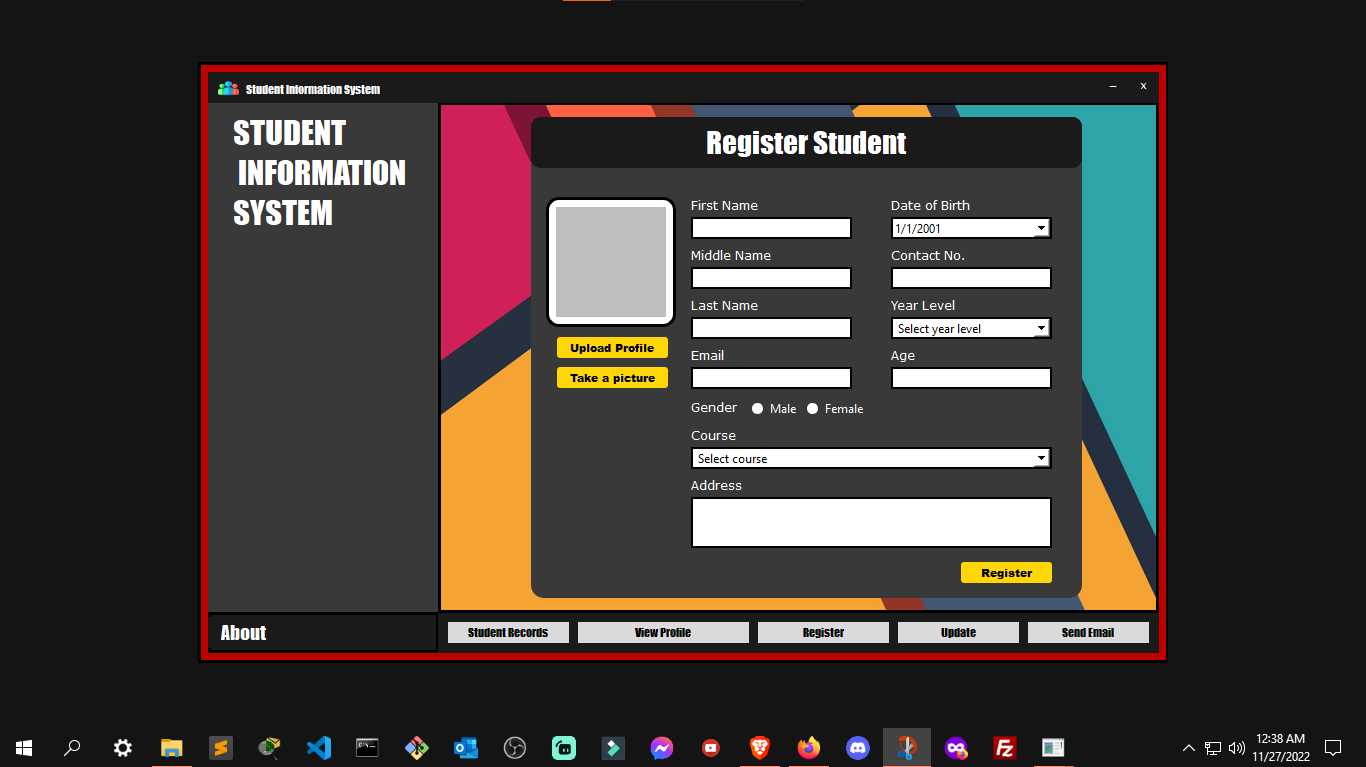 Student Information System
–
x
STUDENT
INFORMATION
SYSTEM
Register Student
First Name
Date of Birth
1/1/2001
Middle Name
Contact No.
Last Name
Year Level
Select year level
Upload Profile
Email
Age
Take a picture
Gender Male Female
Course
Select course
Address
Register
About
Student Records
View Profile
Register
Update
Send Email
12:38 AM
11/27/2022